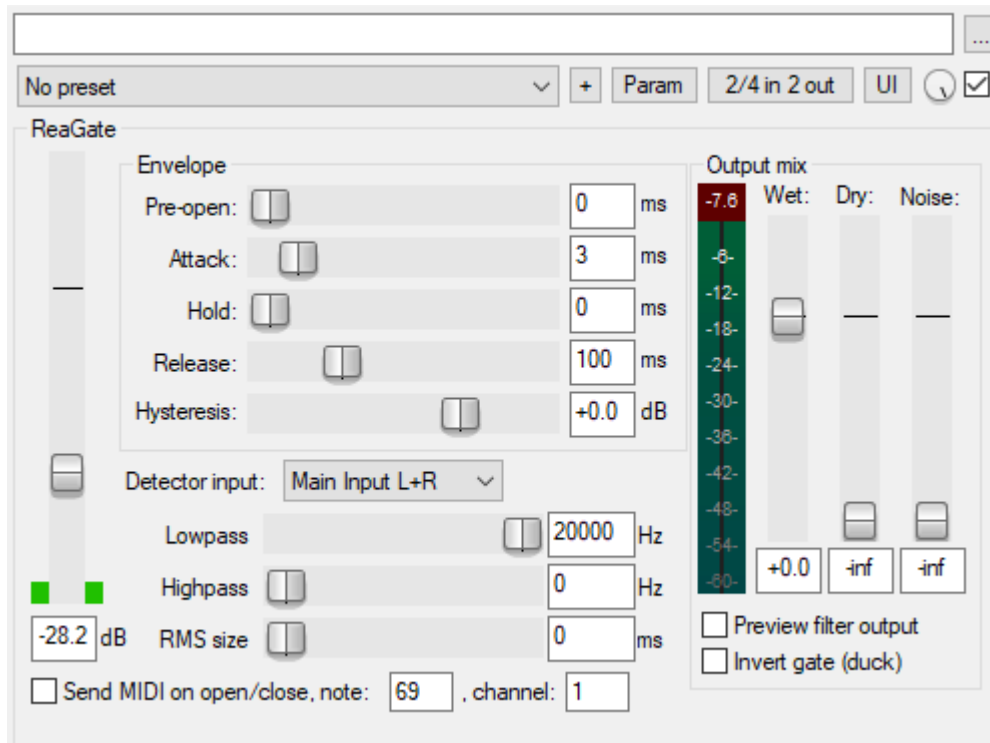 ...
No preset + Param 2/4 in 2 out UI
ReaGate
Envelope
Pre-open: 0 ms
Attack: 3 ms
Hold: 0 ms
Release: 100 ms
Hysteresis: +0.0 dB
Detector input: Main Input L+R
Lowpass 20000 Hz
Highpass 0 Hz
-28.2 dB RMS size 0 ms
Send MIDI on open/close, note: 69 , channel: 1
Output mix
-7.6 Wet: Dry: Noise:
-6-
-12-
-18-
-24-
-30-
-36-
-42-
-48-
-54-
-60-
+0.0 -inf -inf
Preview filter output
Invert gate (duck)